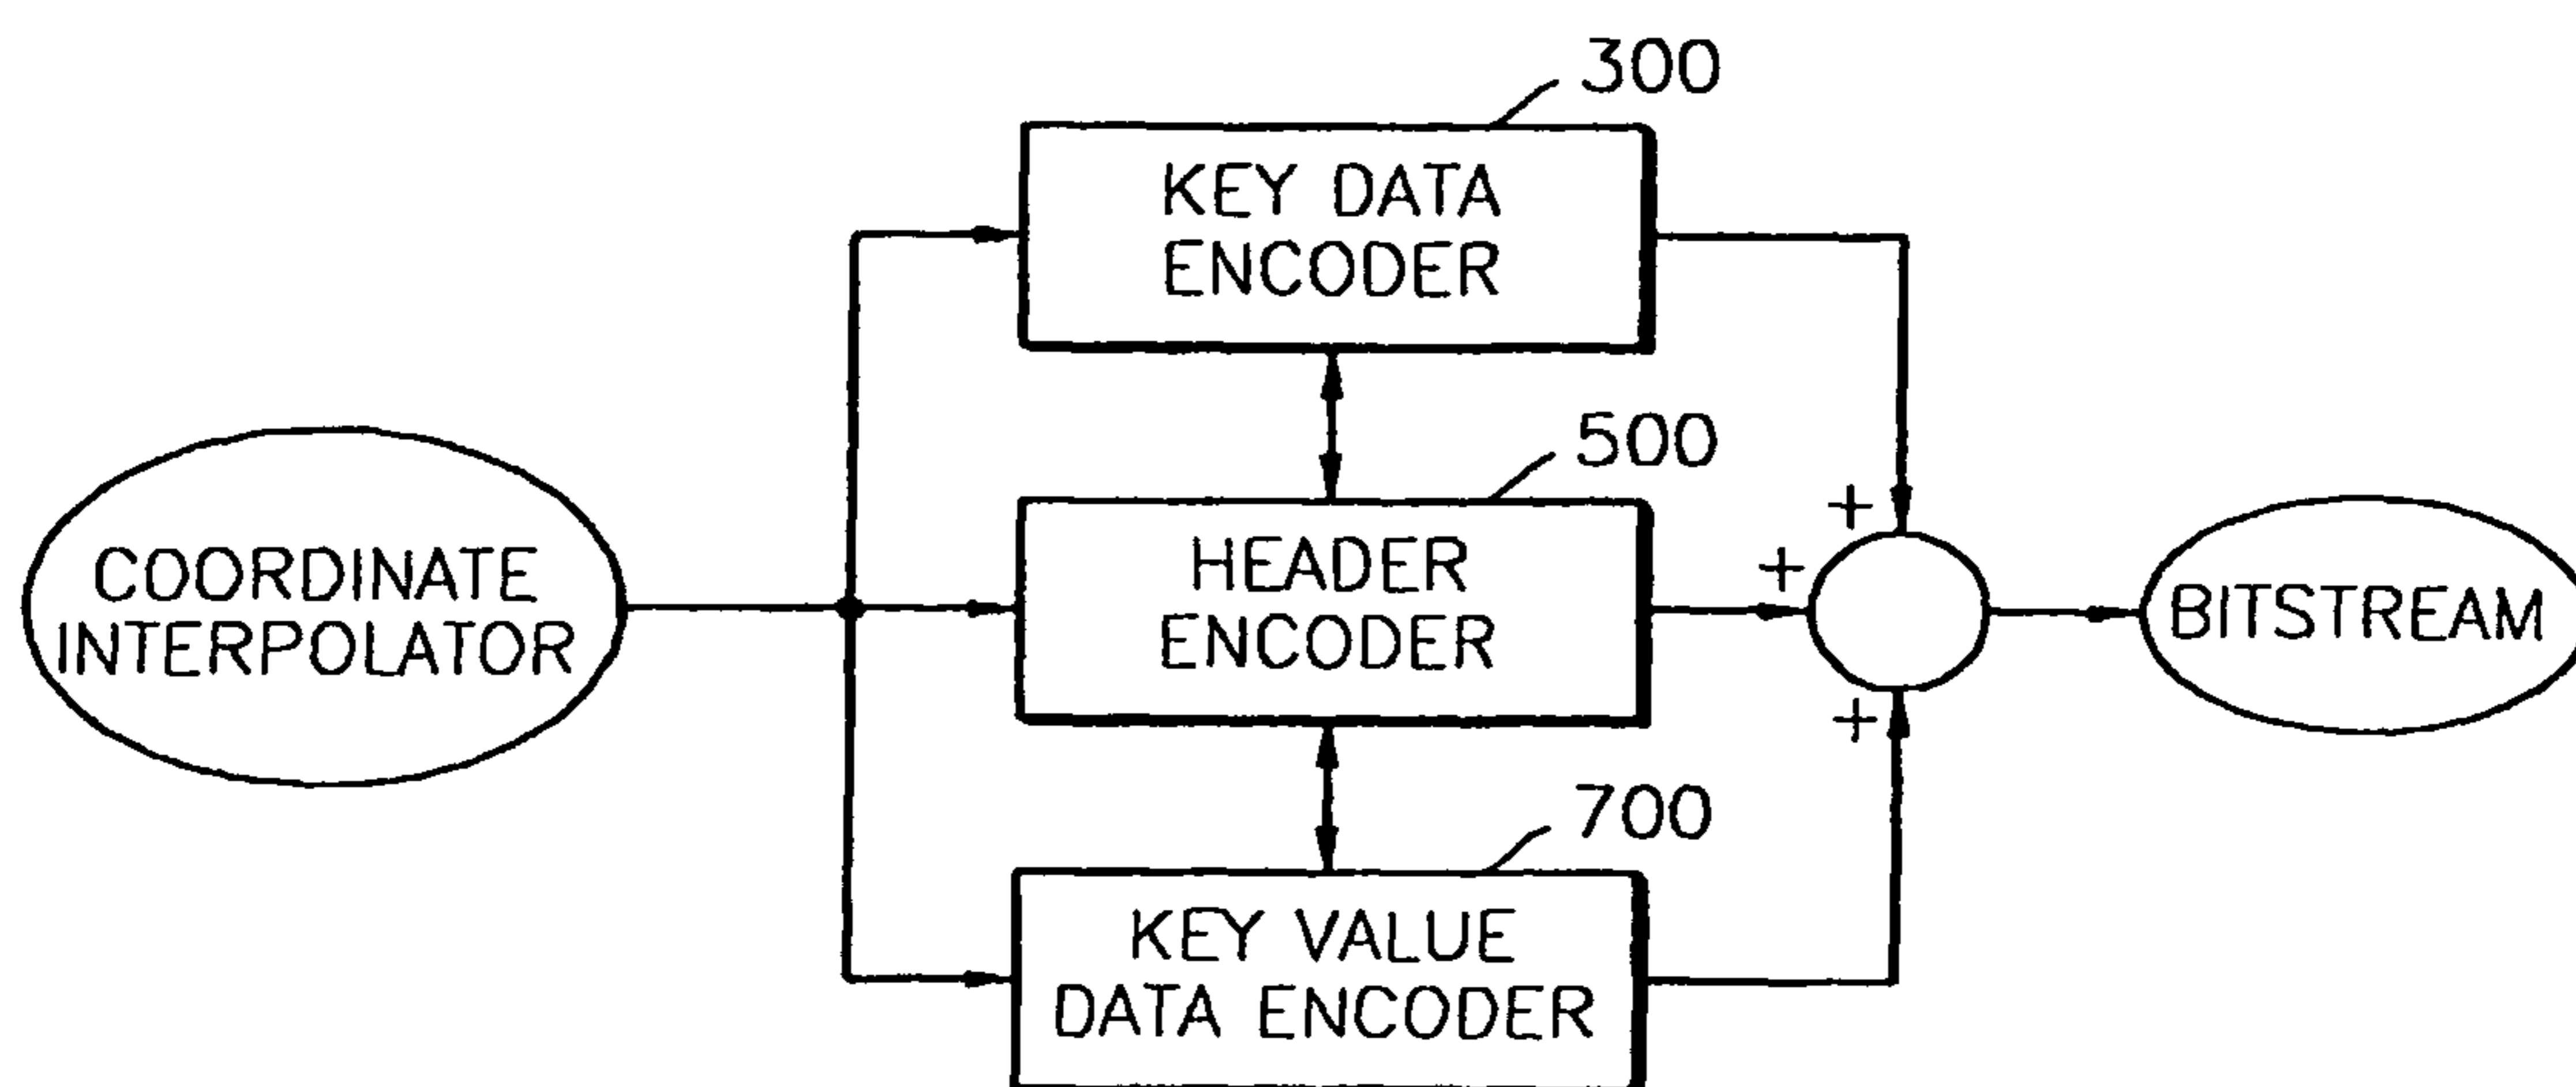 300
KEY DATA
ENCODER
500
COORDINATE
INTERPOLATOR
HEADER
ENCODER
+
+
+
BITSTREAM
700
KEY VALUE
DATA ENCODER